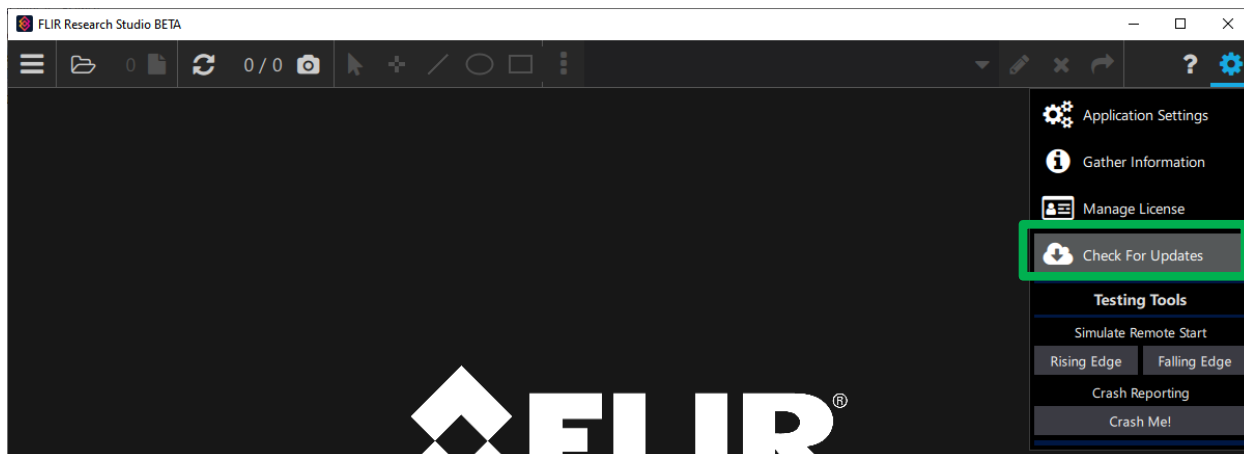 FLIR Research Studio BETA
0 0 / 0 ?
Application Settings
Gather Information
Manage License
Check For Updates
Testing Tools
Simulate Remote Start
Rising Edge Falling Edge
Crash Reporting
Crash Me!
FLIR®